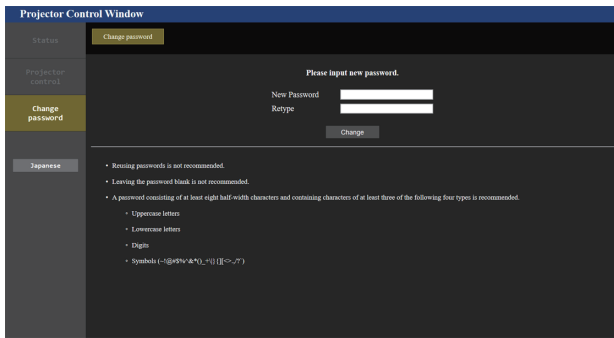 Projector Control Window
Status
Change password
Projector
control
Change
password
Japanese
Please input new password.
New Password
Retype
Change
• Reusing passwords is not recommended.
• Leaving the password blank is not recommended.
• A password consisting of at least eight half-width characters and containing characters of at least three of the following four types is recommended.
• Uppercase letters
• Lowercase letters
• Digits
• Symbols (~!@#$%^&*()_+\{}[]<>.,/?`)